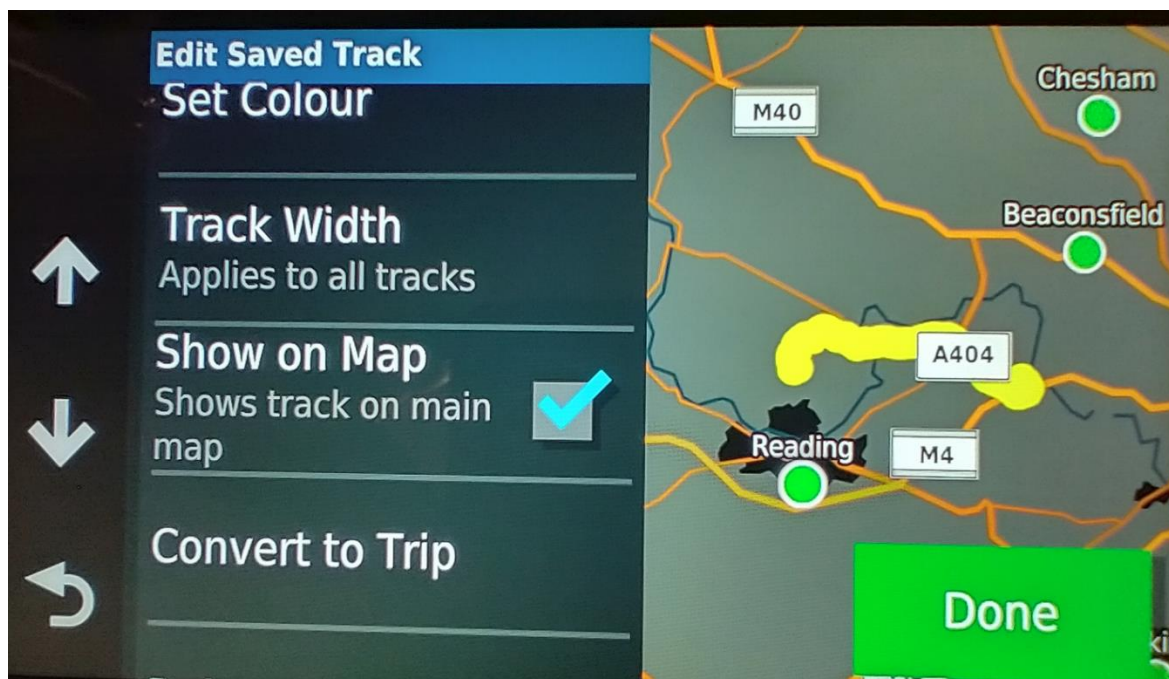 Edit Saved Track
Set Colour
Track Width
Applies to all tracks
Show on Map
Shows track on main
map
Convert to Trip
M40
Chesham
Beaconsfield
A404
Reading
M4
Done